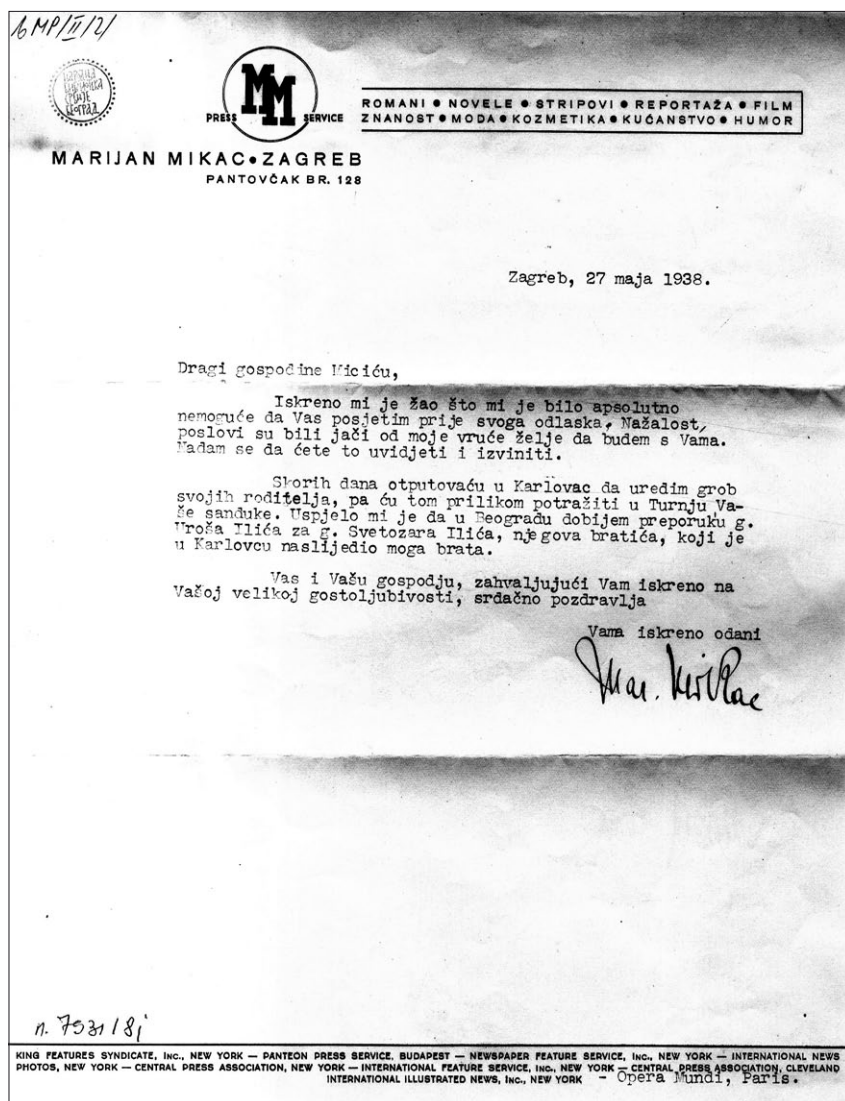 6 MP/II/2/
Народна библиотека
MM
PRESS SERVICE
ROMANI • NOVELE • STRIPOVI • REPORTAŽA • FILM
ZNANOST • MODA • KOZMETIKA • KUĆANSTVO • HUMOR
MARIJAN MIKAC • ZAGREB
PANTOVČAK BR. 128
Zagreb, 27 maja 1938.
Dragi gospodine Miciću,
Iskreno mi je žao što mi je bilo apsolutno
nemoguće da Vas posjetim prije svoga odlaska. Nažalost,
poslovi su bili jači od moje vruće želje da budem s Vama.
Nadam se da ćete to uvidjeti i izviniti.
Skorih dana otputovaću u Karlovac da uredim grob
svojih roditelja, pa ću tom prilikom potražiti u Turnju Va-
še sanduke. Uspjelo mi je da u Beogradu dobijem preporuku g.
Uroša Ilića za g. Svetozara Ilića, njegova bratića, koji je
u Karlovcu naslijedio moga brata.
Vas i Vašu gospodju, zahvaljujući Vam iskreno na
Vašoj velikoj gostoljubivosti, srdačno pozdravlja
Vama iskreno odani
Mar. Mikac
n. 7531/8;
KING FEATURES SYNDICATE, Inc., NEW YORK — PANTEON PRESS SERVICE, BUDAPEST — NEWSPAPER FEATURE SERVICE, Inc., NEW YORK — INTERNATIONAL NEWS
PHOTOS, NEW YORK — CENTRAL PRESS ASSOCIATION, NEW YORK — INTERNATIONAL FEATURE SERVICE, Inc., NEW YORK — CENTRAL PRESS ASSOCIATION, CLEVELAND
INTERNATIONAL ILLUSTRATED NEWS, Inc., NEW YORK - Opera Mundi, Paris.